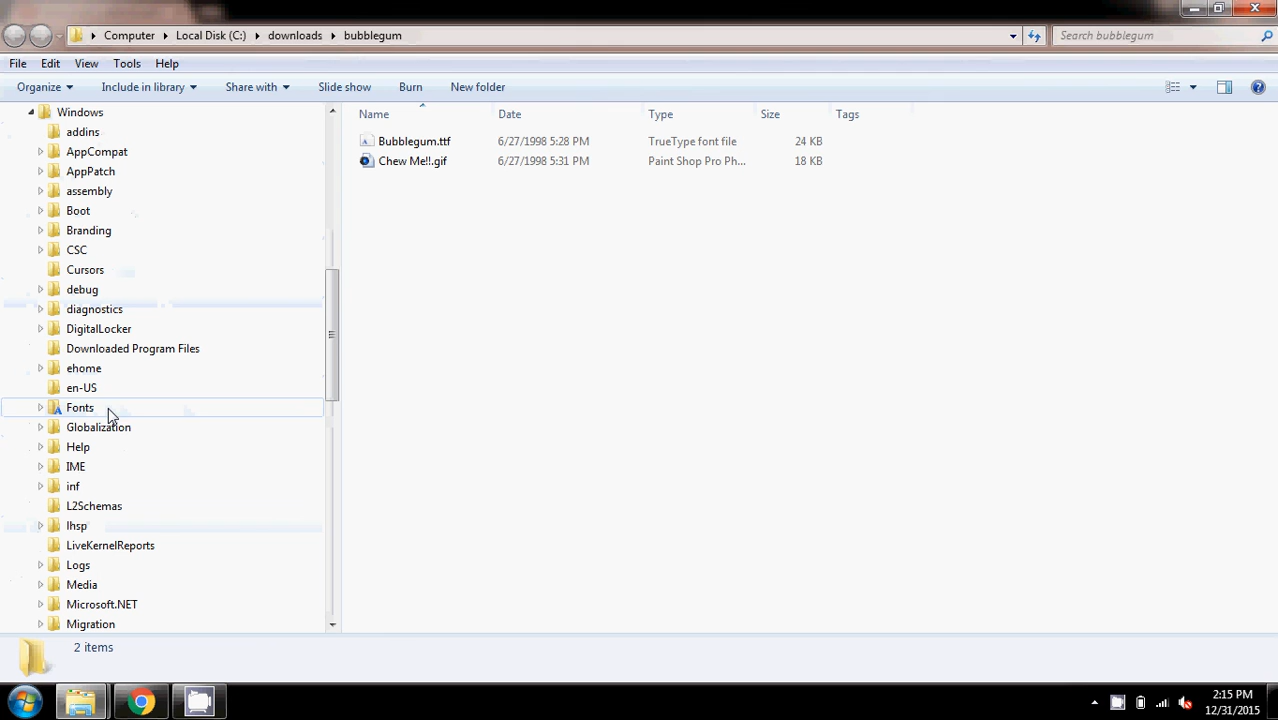 Computer Local Disk (C:) downloads bubblegum Search bubblegum
File Edit View Tools Help
Organize Include in library Share with Slide show Burn New folder
Windows
addins
AppCompat
AppPatch
assembly
Boot
Branding
CSC
Cursors
debug
diagnostics
DigitalLocker
Downloaded Program Files
ehome
en-US
Fonts
Globalization
Help
IME
inf
L2Schemas
lhsp
LiveKernelReports
Logs
Media
Microsoft.NET
Migration
Name Date Type Size Tags
Bubblegum.ttf 6/27/1998 5:28 PM TrueType font file 24 KB
Chew Me!!.gif 6/27/1998 5:31 PM Paint Shop Pro Ph... 18 KB
2 items
2:15 PM
12/31/2015